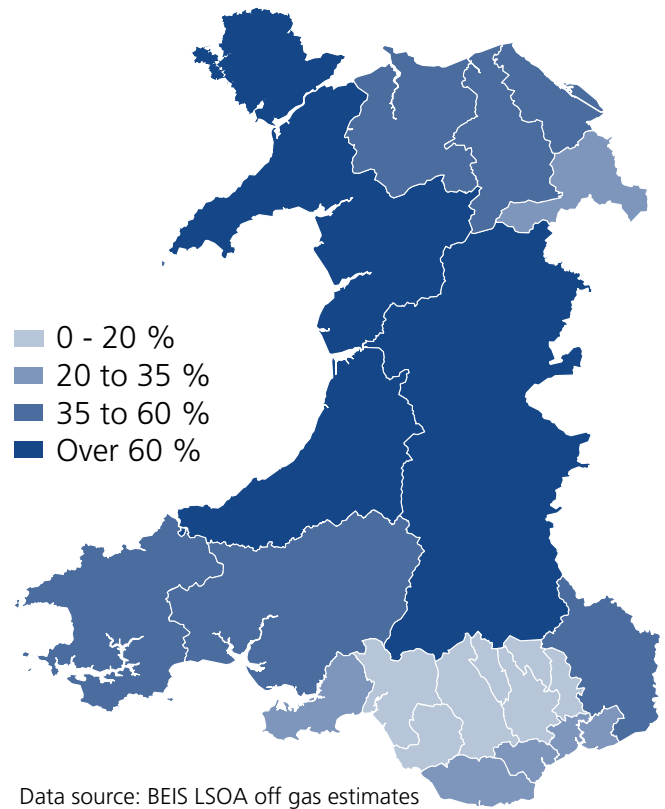 0 - 20 %
20 to 35 %
35 to 60 %
Over 60 %
Data source: BEIS LSOA off gas estimates